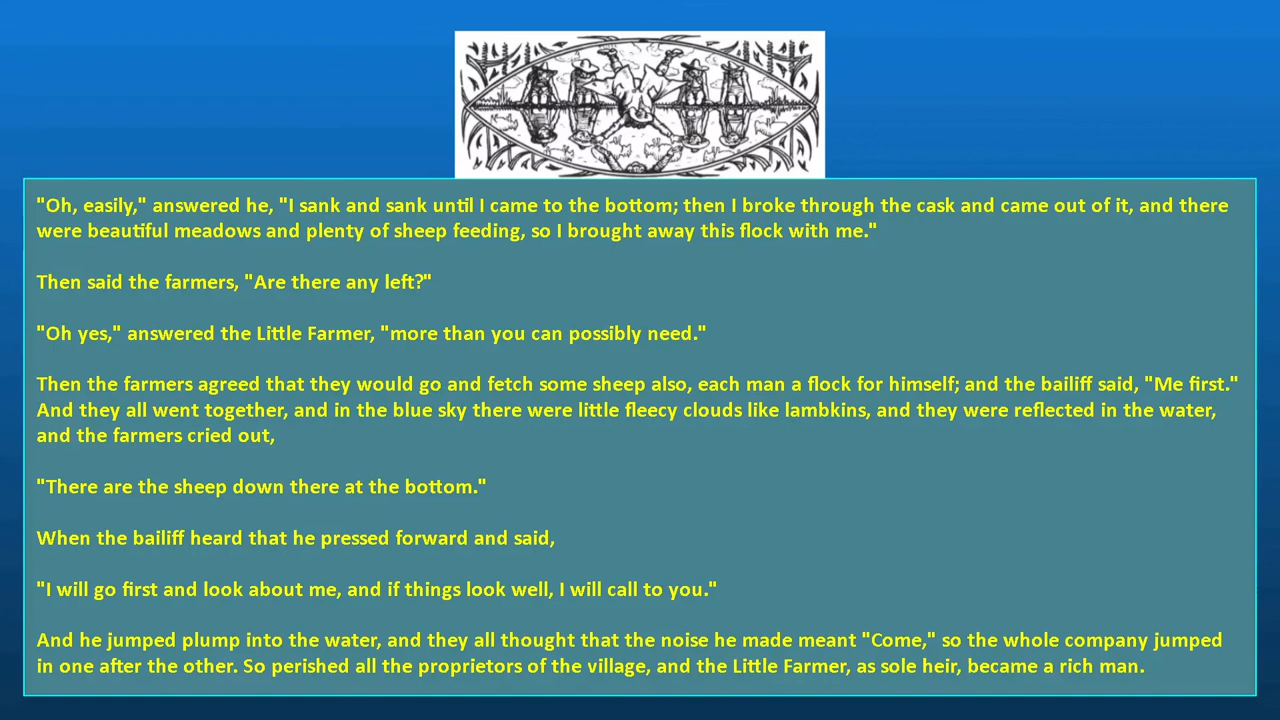 "Oh, easily," answered he, "I sank and sank until I came to the bottom; then I broke through the cask and came out of it, and there
were beautiful meadows and plenty of sheep feeding, so I brought away this flock with me."
Then said the farmers, "Are there any left?"
"Oh yes," answered the Little Farmer, "more than you can possibly need."
Then the farmers agreed that they would go and fetch some sheep also, each man a flock for himself; and the bailiff said, "Me first."
And they all went together, and in the blue sky there were little fleecy clouds like lambkins, and they were reflected in the water,
and the farmers cried out,
"There are the sheep down there at the bottom."
When the bailiff heard that he pressed forward and said,
"I will go first and look about me, and if things look well, I will call to you."
And he jumped plump into the water, and they all thought that the noise he made meant "Come," so the whole company jumped
in one after the other. So perished all the proprietors of the village, and the Little Farmer, as sole heir, became a rich man.